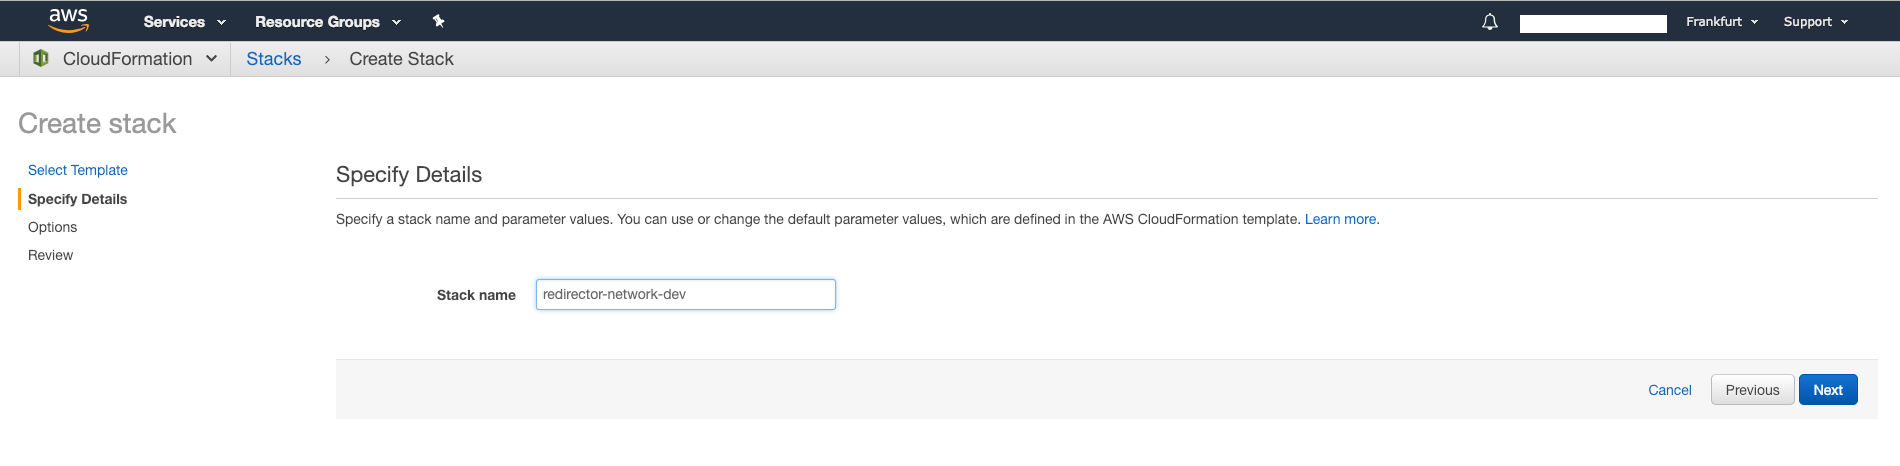 aws Services Resource Groups Frankfurt Support
CloudFormation Stacks › Create Stack
Create stack
Select Template
Specify Details
Options
Review
Specify Details
Specify a stack name and parameter values. You can use or change the default parameter values, which are defined in the AWS CloudFormation template. Learn more.
Stack name redirector-network-dev
Cancel Previous Next